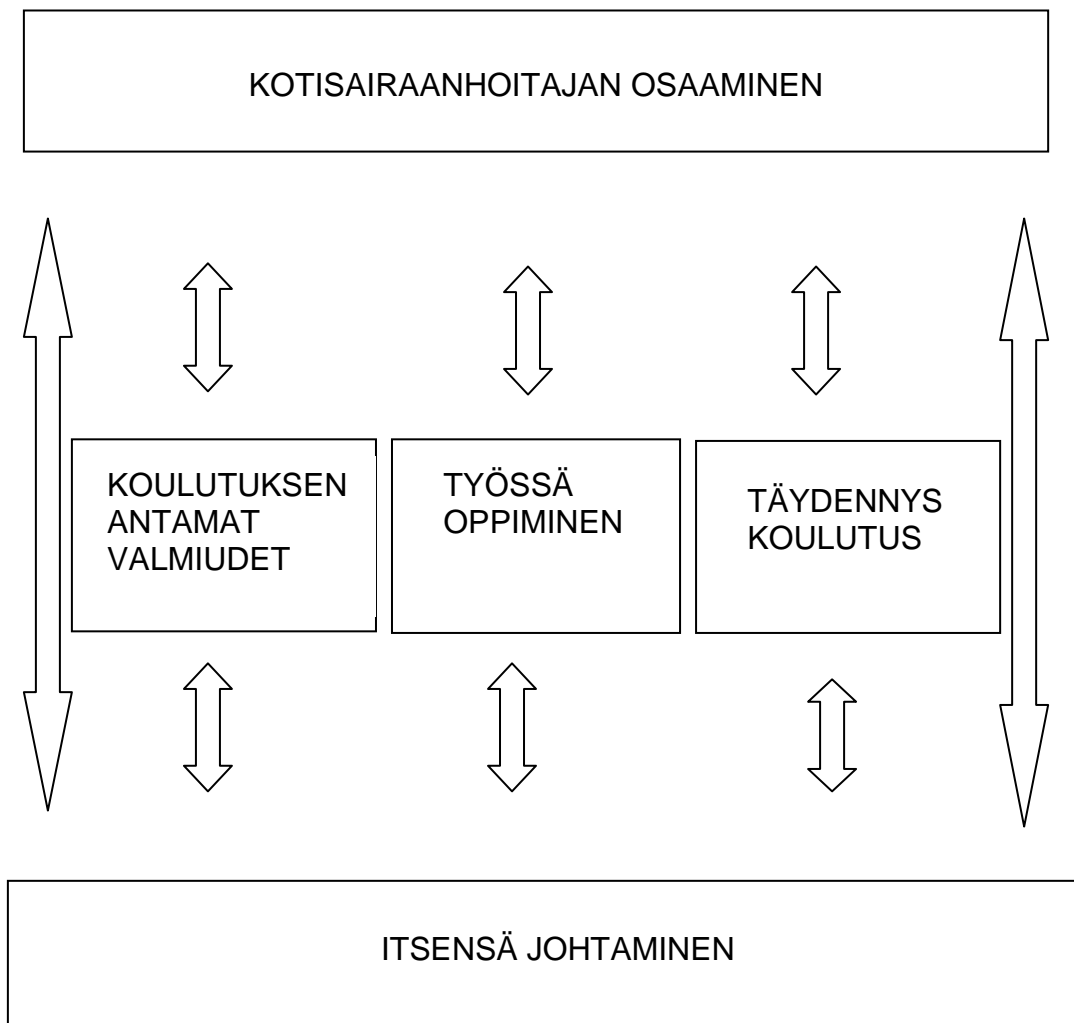 KOTISAIRAANHOITAJAN OSAAMINEN
KOULUTUKSEN
ANTAMAT
VALMIUDET
TYÖSSÄ
OPPIMINEN
TÄYDENNYS
KOULUTUS
ITSENSÄ JOHTAMINEN